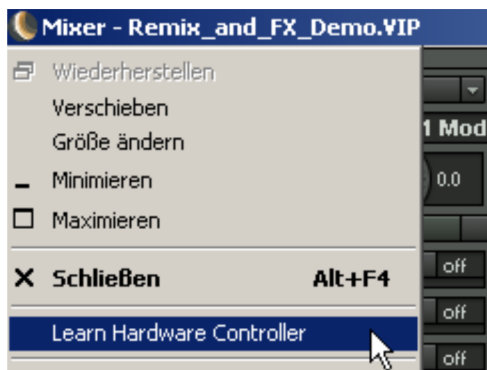 Mixer - Remix_and_FX_Demo.VIP
Wiederherstellen
Verschieben
Größe ändern
1 Mod
Minimieren
0.0
Maximieren
Schließen Alt+F4
off
off
Learn Hardware Controller
off